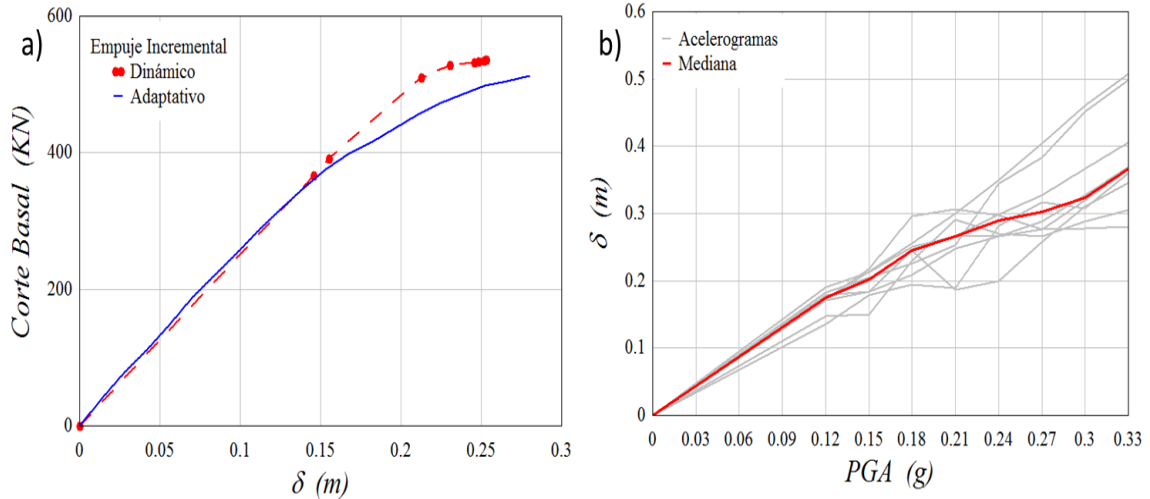 a)
600
400
200
0
Corte Basal (KN)
Empuje Incremental
Dinámico
Adaptativo
0 0.05 0.1 0.15 0.2 0.25 0.3
δ (m)
b)
0.6
0.5
0.4
0.3
0.2
0.1
0
δ (m)
Acelerogramas
Mediana
0 0.03 0.06 0.09 0.12 0.15 0.18 0.21 0.24 0.27 0.3 0.33
PGA (g)